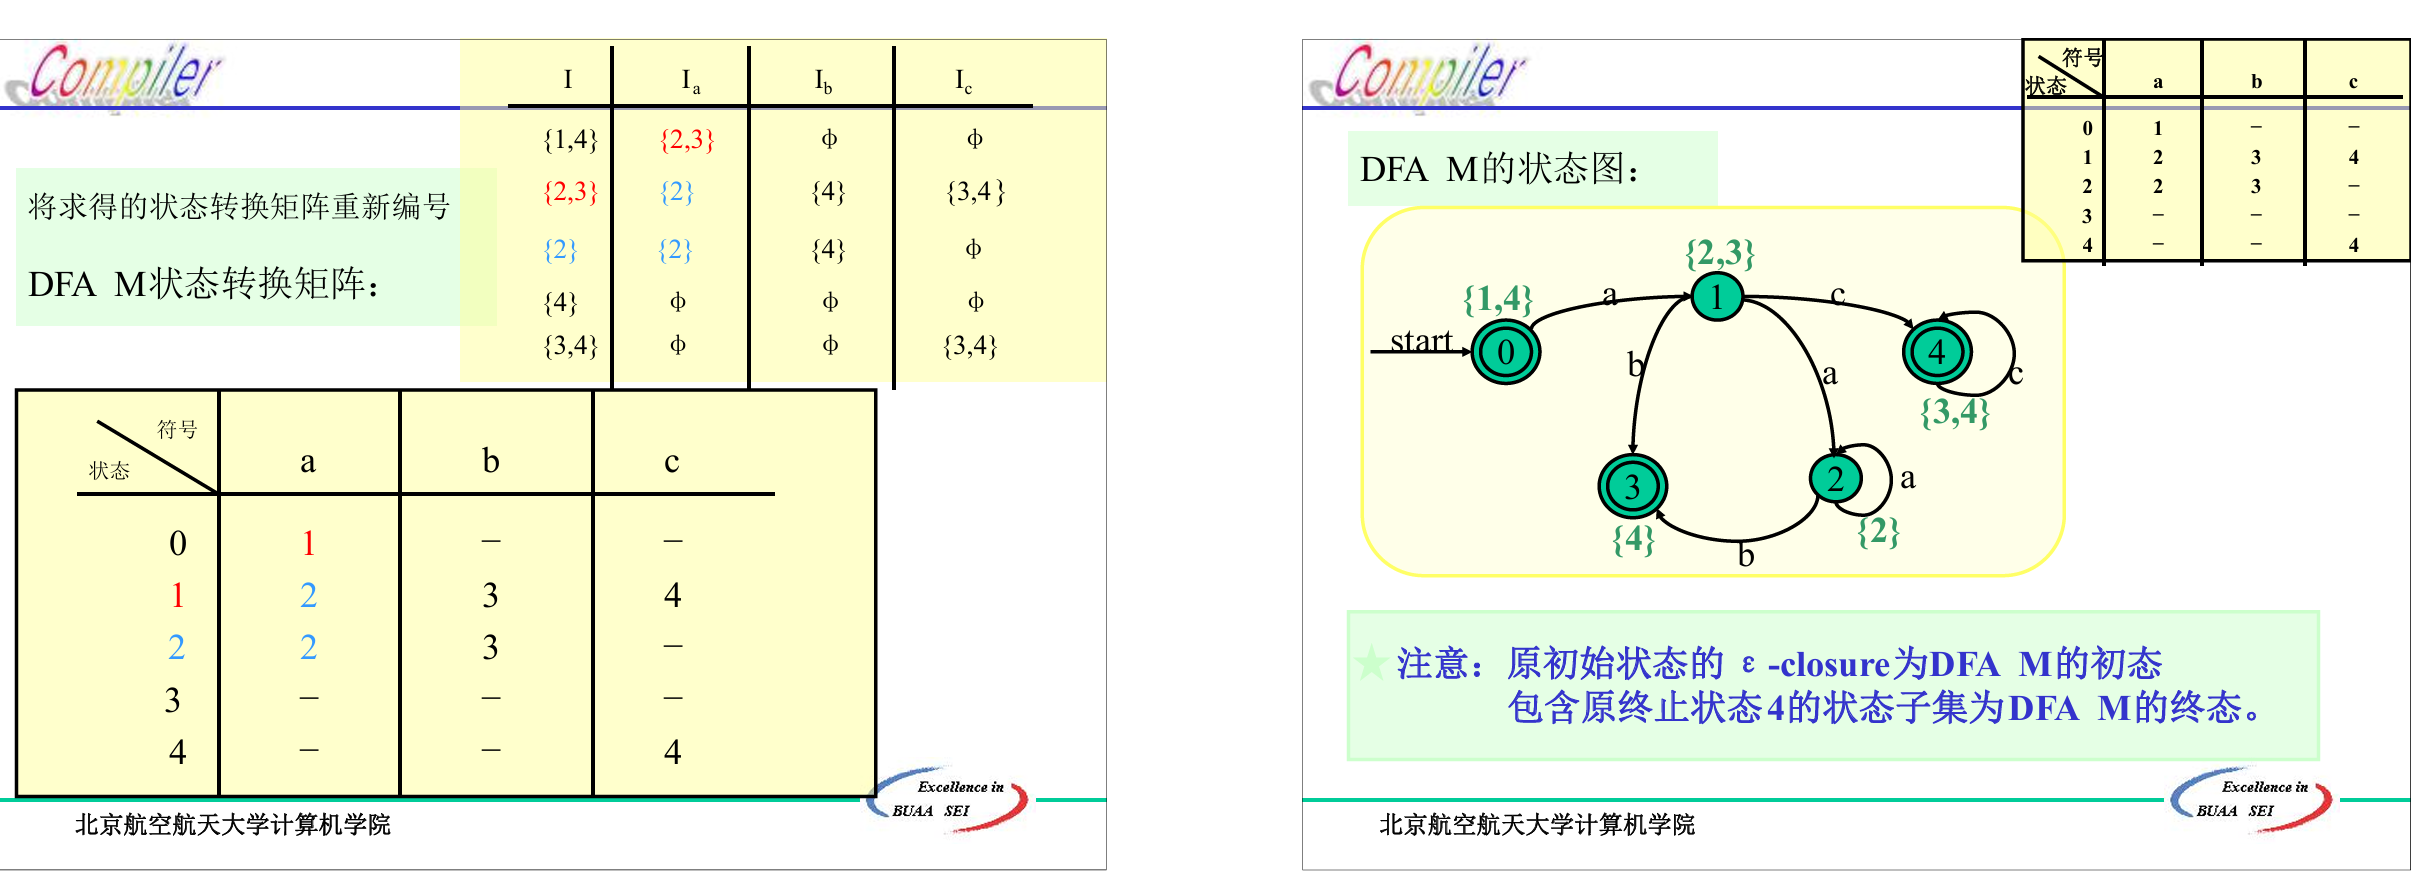 Compiler
I Ia Ib Ic
{1,4} {2,3} φ φ
{2,3} {2} {4} {3,4}
{2} {2} {4} φ
{4} φ φ φ
{3,4} φ φ {3,4}
将求得的状态转换矩阵重新编号
DFA M状态转换矩阵：
符号
状态 a b c
0 1 – –
1 2 3 4
2 2 3 –
3 – – –
4 – – 4
Excellence in
BUAA SEI
北京航空航天大学计算机学院
Compiler
符号
状态 a b c
0 1 – –
1 2 3 4
2 2 3 –
3 – – –
4 – – 4
DFA M的状态图：
{2,3}
{1,4} a 1 c
start 0 b a 4 c
{3,4}
3 2 a
{4} b {2}
★注意：原初始状态的 ε-closure为DFA M的初态
包含原终止状态4的状态子集为DFA M的终态。
Excellence in
BUAA SEI
北京航空航天大学计算机学院